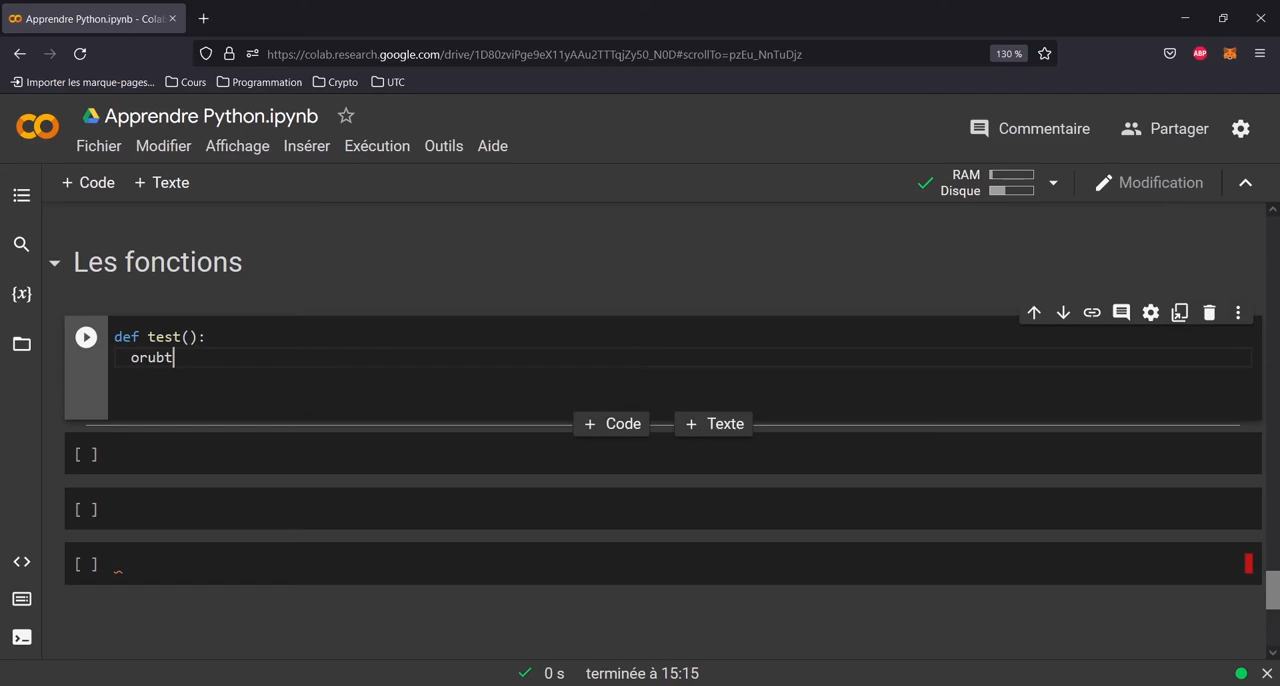 Apprendre Python.ipynb - Cola
https://colab.research.google.com/drive/1D80zviPge9eX11yAAu2TTTqjZy50_N0D#scrollTo=pzEu_NnTuDjz
130 %
ABP
Importer les marque-pages...
Cours
Programmation
Crypto
UTC
Apprendre Python.ipynb
Commentaire
Partager
Fichier
Modifier
Affichage
Insérer
Exécution
Outils
Aide
+ Code
+ Texte
RAM
Disque
Modification
{x}
Les fonctions
def test():
orubt
+ Code
+ Texte
[ ]
[ ]
[ ]
0 s
terminée à 15:15